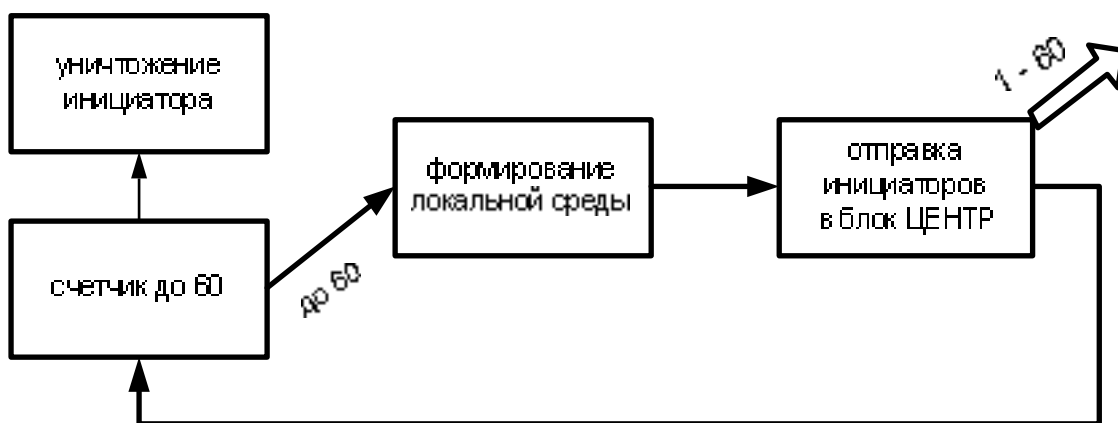 уничтожение
инициатора
счетчик до 60
до 60
формирование
локальной среды
отправка
инициаторов
в блок ЦЕНТР
1 - 60